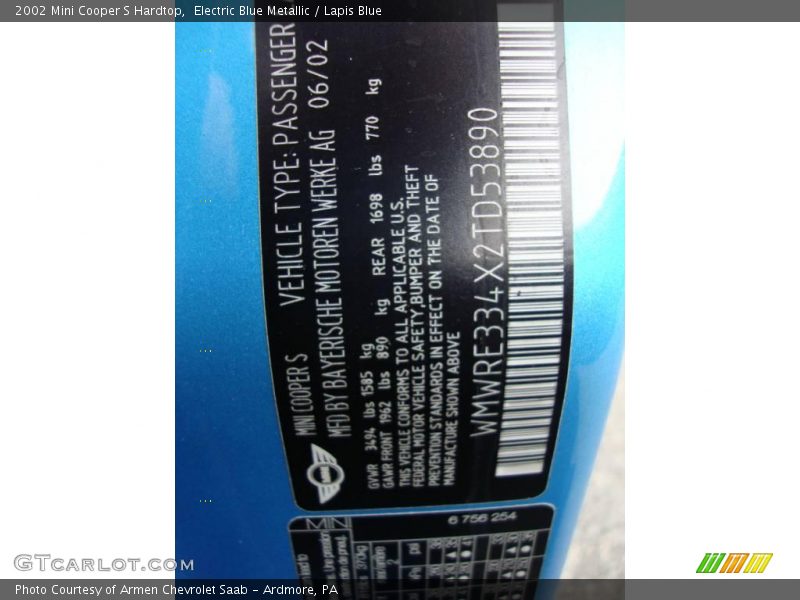 2002 Mini Cooper S Hardtop, Electric Blue Metallic / Lapis Blue
MINI COOPER S VEHICLE TYPE: PASSENGER
MFD BY BAYERISCHE MOTOREN WERKE AG 06/02
GVWR 3494 lbs 1585 kg
GAWR FRONT 1962 lbs 890 kg REAR 1698 lbs 770 kg
THIS VEHICLE CONFORMS TO ALL APPLICABLE U.S.
FEDERAL MOTOR VEHICLE SAFETY,BUMPER AND THEFT
PREVENTION STANDARDS IN EFFECT ON THE DATE OF
MANUFACTURE SHOWN ABOVE
WMWRE334X2TD53890
MINI
6 756 254
psi
GTCARLOT.COM
Photo Courtesy of Armen Chevrolet Saab - Ardmore, PA